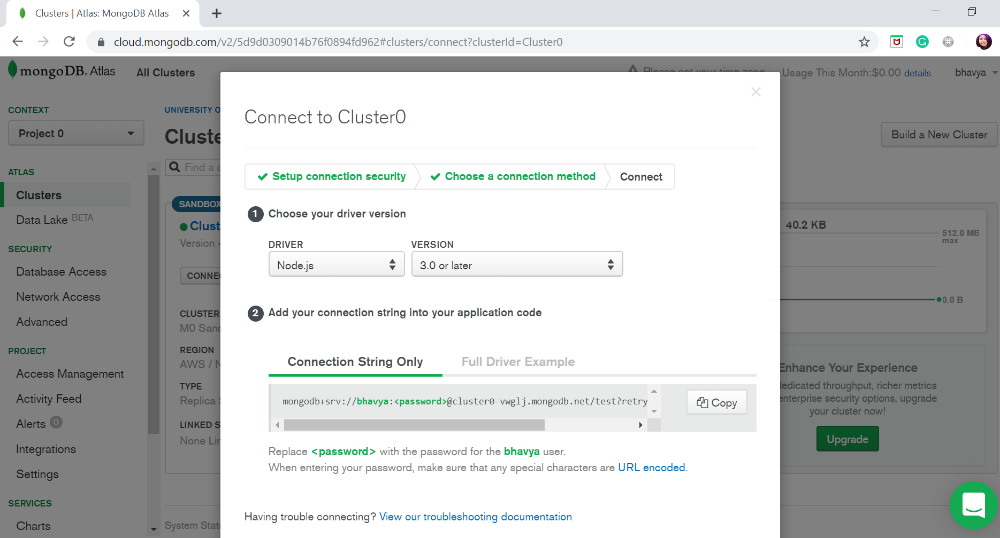 Clusters | Atlas: MongoDB Atlas
cloud.mongodb.com/v2/5d9d0309014b76f0894fd962#clusters/connect?clusterId=Cluster0
mongoDB. Atlas
All Clusters
Please set your time zone
Usage This Month:$0.00 details
bhavya
CONTEXT
Project 0
UNIVERSITY O
Cluste
Build a New Cluster
Find a c
ATLAS
Clusters
Data Lake BETA
SECURITY
Database Access
Network Access
Advanced
PROJECT
Access Management
Activity Feed
Alerts 0
Integrations
Settings
SERVICES
Charts
SANDBOX
Clust
Version 4
CONNEC
CLUSTER
M0 Sand
REGION
AWS / N
TYPE
Replica S
LINKED S
None Lin
System Statu
Connect to Cluster0
Setup connection security
Choose a connection method
Connect
1 Choose your driver version
DRIVER
VERSION
Node.js
3.0 or later
2 Add your connection string into your application code
Connection String Only
Full Driver Example
mongodb+srv://bhavya:<password>@cluster0-vwglj.mongodb.net/test?retry
Copy
Replace <password> with the password for the bhavya user.
When entering your password, make sure that any special characters are URL encoded.
Having trouble connecting? View our troubleshooting documentation
40.2 KB
512.0 MB
max
0.0 B
Enhance Your Experience
dedicated throughput, richer metrics
enterprise security options, upgrade
your cluster now!
Upgrade